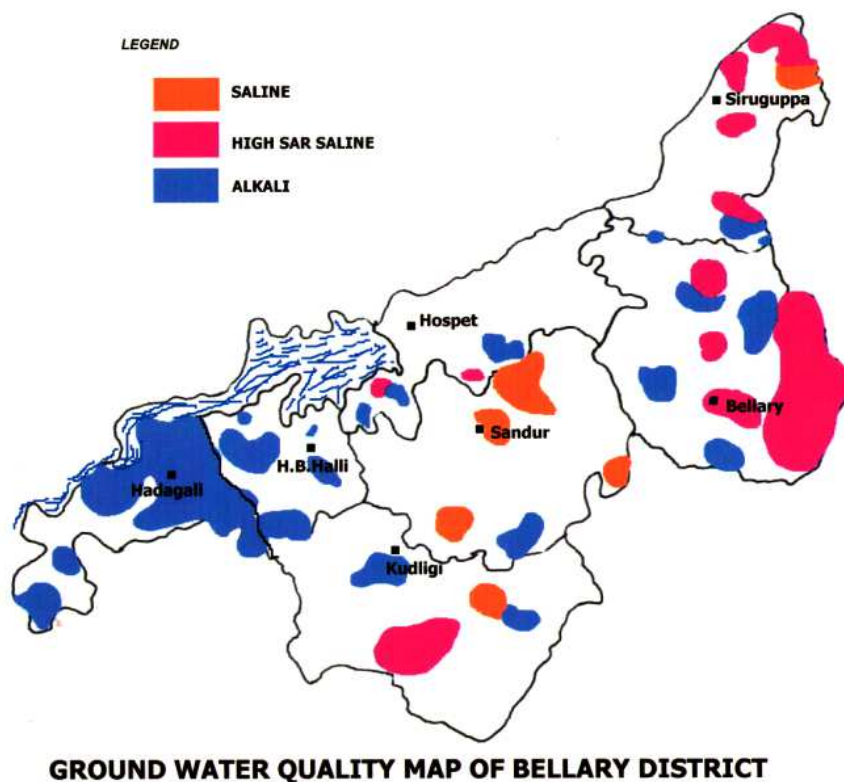 LEGEND
SALINE
HIGH SAR SALINE
ALKALI
Siruguppa
Hospet
Bellary
Sandur
H.B.Halli
Hadagali
Kudligi
GROUND WATER QUALITY MAP OF BELLARY DISTRICT